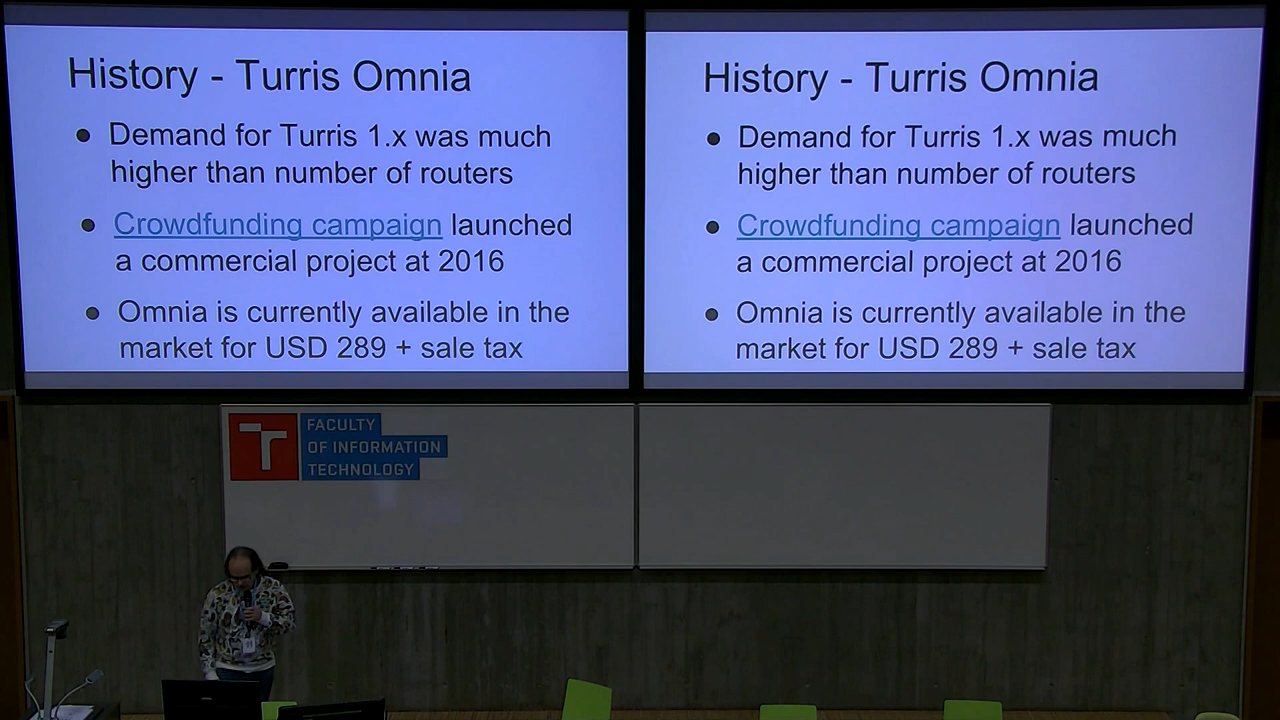 History - Turris Omnia
● Demand for Turris 1.x was much
higher than number of routers
● Crowdfunding campaign launched
a commercial project at 2016
● Omnia is currently available in the
market for USD 289 + sale tax
History - Turris Omnia
● Demand for Turris 1.x was much
higher than number of routers
● Crowdfunding campaign launched
a commercial project at 2016
● Omnia is currently available in the
market for USD 289 + sale tax
T FACULTY
OF INFORMATION
TECHNOLOGY